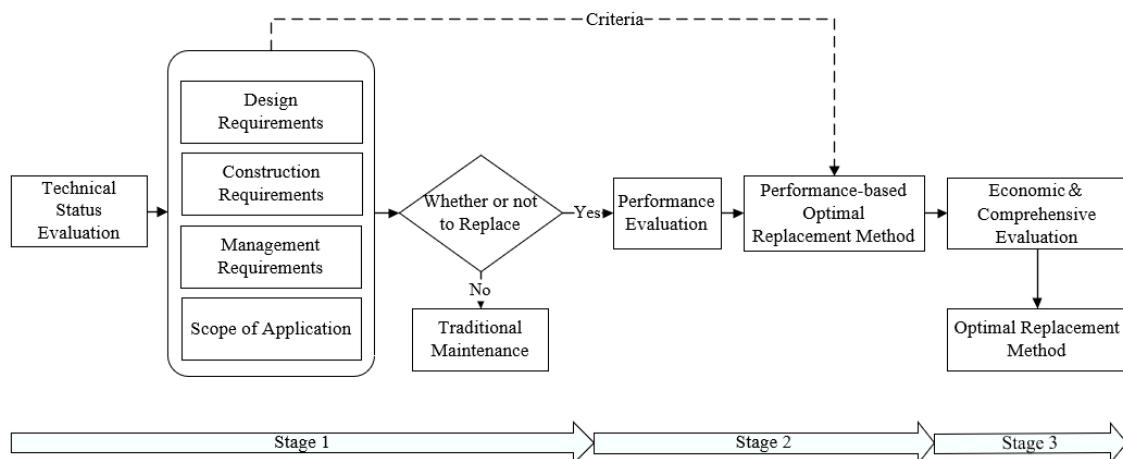 Criteria
Design
Requirements
Construction
Requirements
Management
Requirements
Scope of Application
Technical
Status
Evaluation
Whether or not
to Replace
Yes
No
Traditional
Maintenance
Performance
Evaluation
Performance-based
Optimal
Replacement Method
Economic &
Comprehensive
Evaluation
Optimal Replacement
Method
Stage 1
Stage 2
Stage 3